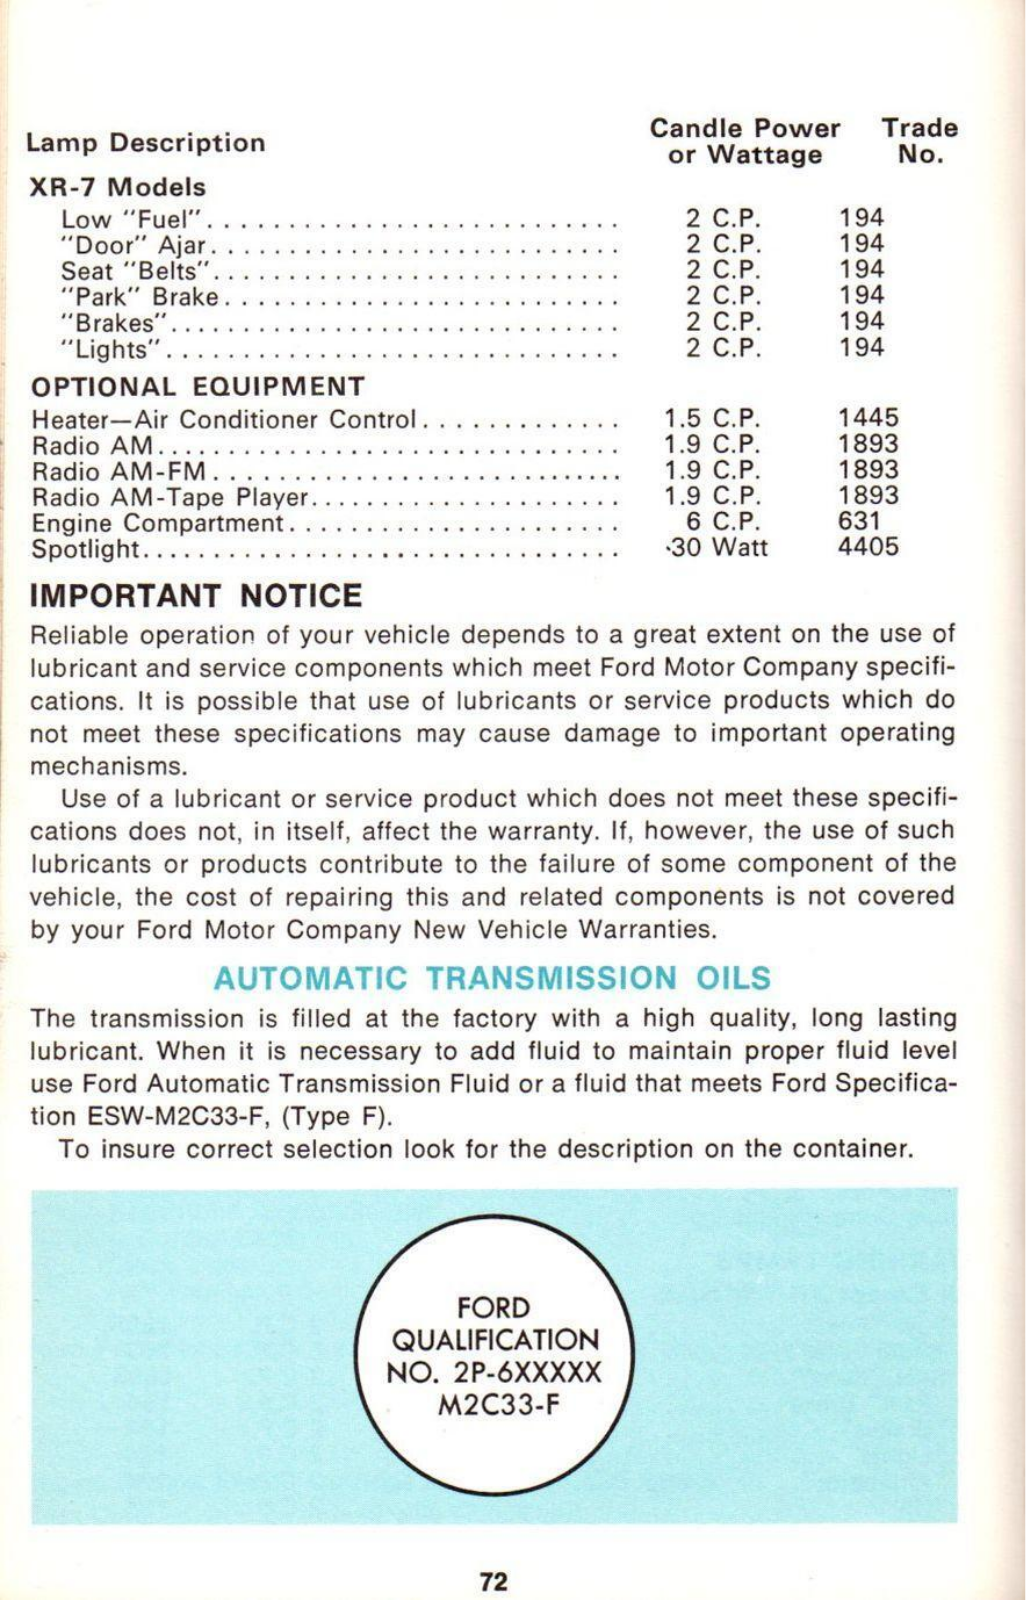 Lamp Description Candle Power or Wattage Trade No.
XR-7 Models
Low "Fuel" . . . . . . . . . . . . . . . . . . . . . . . . . . . . 2 C.P. 194
"Door" Ajar . . . . . . . . . . . . . . . . . . . . . . . . . . . 2 C.P. 194
Seat "Belts" . . . . . . . . . . . . . . . . . . . . . . . . . . . 2 C.P. 194
"Park" Brake . . . . . . . . . . . . . . . . . . . . . . . . . . 2 C.P. 194
"Brakes" . . . . . . . . . . . . . . . . . . . . . . . . . . . . . 2 C.P. 194
"Lights" . . . . . . . . . . . . . . . . . . . . . . . . . . . . . . 2 C.P. 194
OPTIONAL EQUIPMENT
Heater—Air Conditioner Control . . . . . . . . . . . . . 1.5 C.P. 1445
Radio AM . . . . . . . . . . . . . . . . . . . . . . . . . . . . . . 1.9 C.P. 1893
Radio AM-FM . . . . . . . . . . . . . . . . . . . . . . . . . . . 1.9 C.P. 1893
Radio AM-Tape Player . . . . . . . . . . . . . . . . . . . . 1.9 C.P. 1893
Engine Compartment . . . . . . . . . . . . . . . . . . . . . . 6 C.P. 631
Spotlight . . . . . . . . . . . . . . . . . . . . . . . . . . . . . . . 30 Watt 4405
IMPORTANT NOTICE
Reliable operation of your vehicle depends to a great extent on the use of
lubricant and service components which meet Ford Motor Company specifi-
cations. It is possible that use of lubricants or service products which do
not meet these specifications may cause damage to important operating
mechanisms.
Use of a lubricant or service product which does not meet these specifi-
cations does not, in itself, affect the warranty. If, however, the use of such
lubricants or products contribute to the failure of some component of the
vehicle, the cost of repairing this and related components is not covered
by your Ford Motor Company New Vehicle Warranties.
AUTOMATIC TRANSMISSION OILS
The transmission is filled at the factory with a high quality, long lasting
lubricant. When it is necessary to add fluid to maintain proper fluid level
use Ford Automatic Transmission Fluid or a fluid that meets Ford Specifica-
tion ESW-M2C33-F, (Type F).
To insure correct selection look for the description on the container.
FORD
QUALIFICATION
NO. 2P-6XXXXX
M2C33-F
72